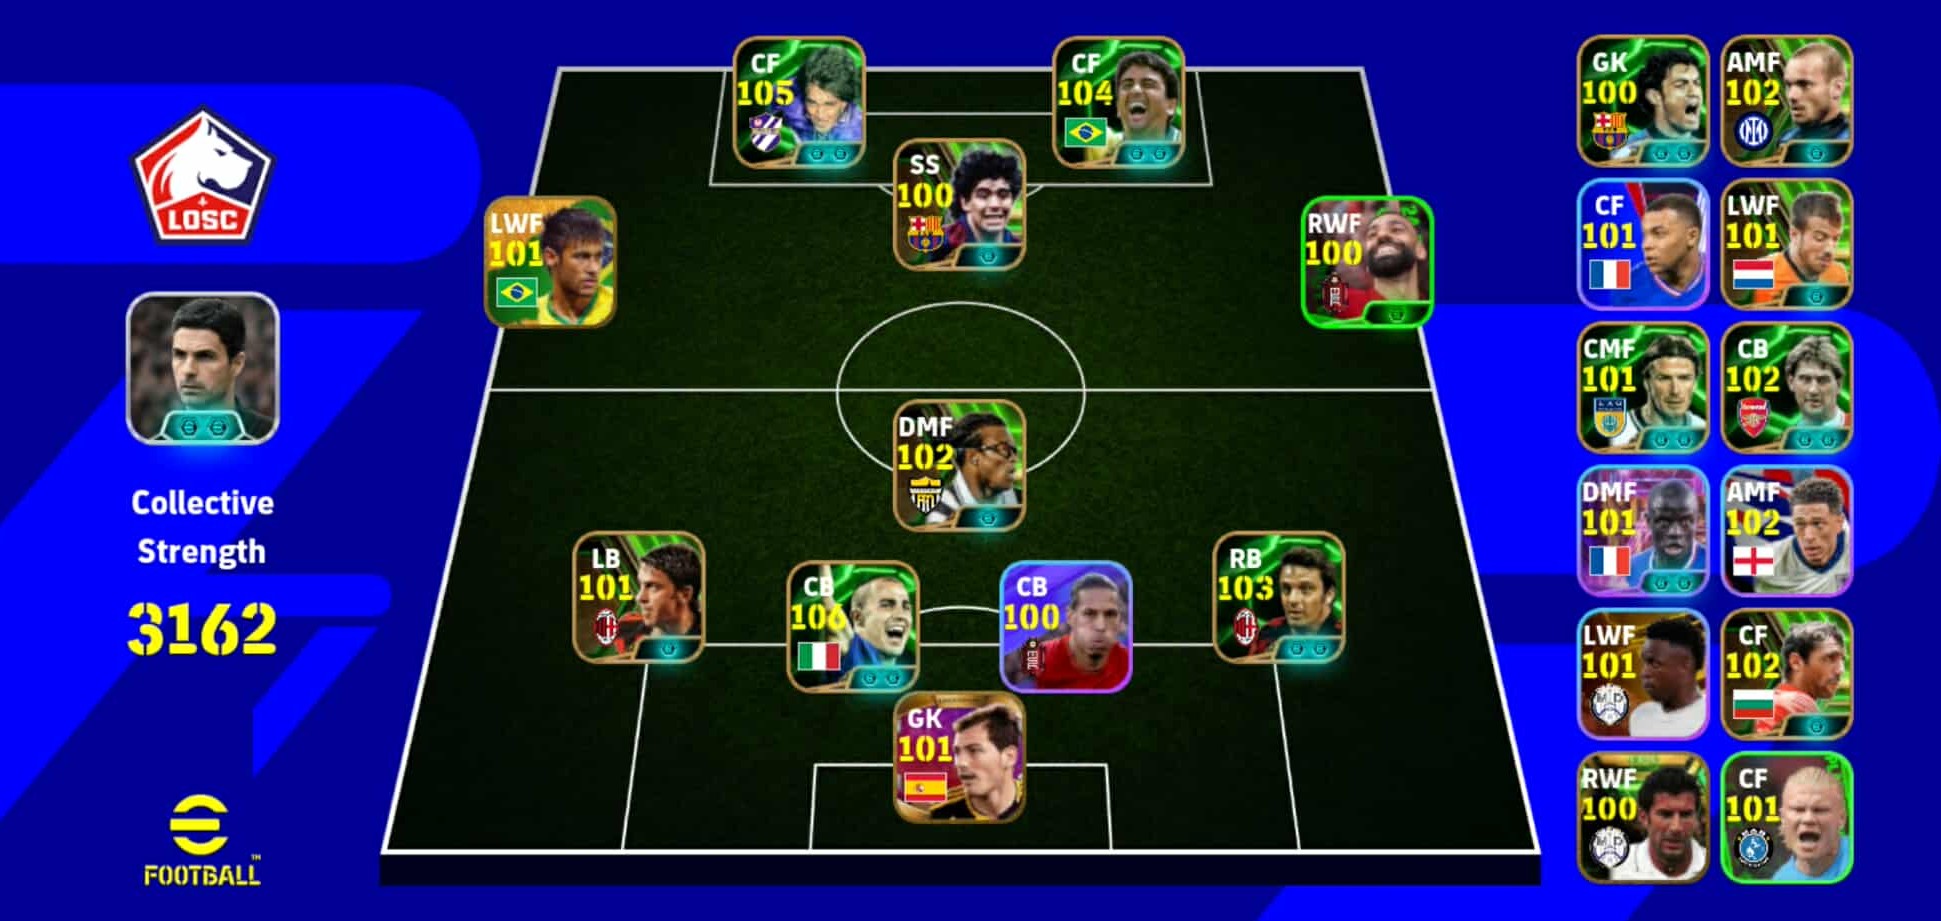 LOSC
Collective
Strength
3162
FOOTBALL™
CF
105
CF
104
SS
100
LWF
101
RWF
100
DMF
102
LB
101
CB
106
CB
100
RB
103
GK
101
GK
100
AMF
102
CF
101
LWF
101
CMF
101
CB
102
DMF
101
AMF
102
LWF
101
CF
102
RWF
100
CF
101